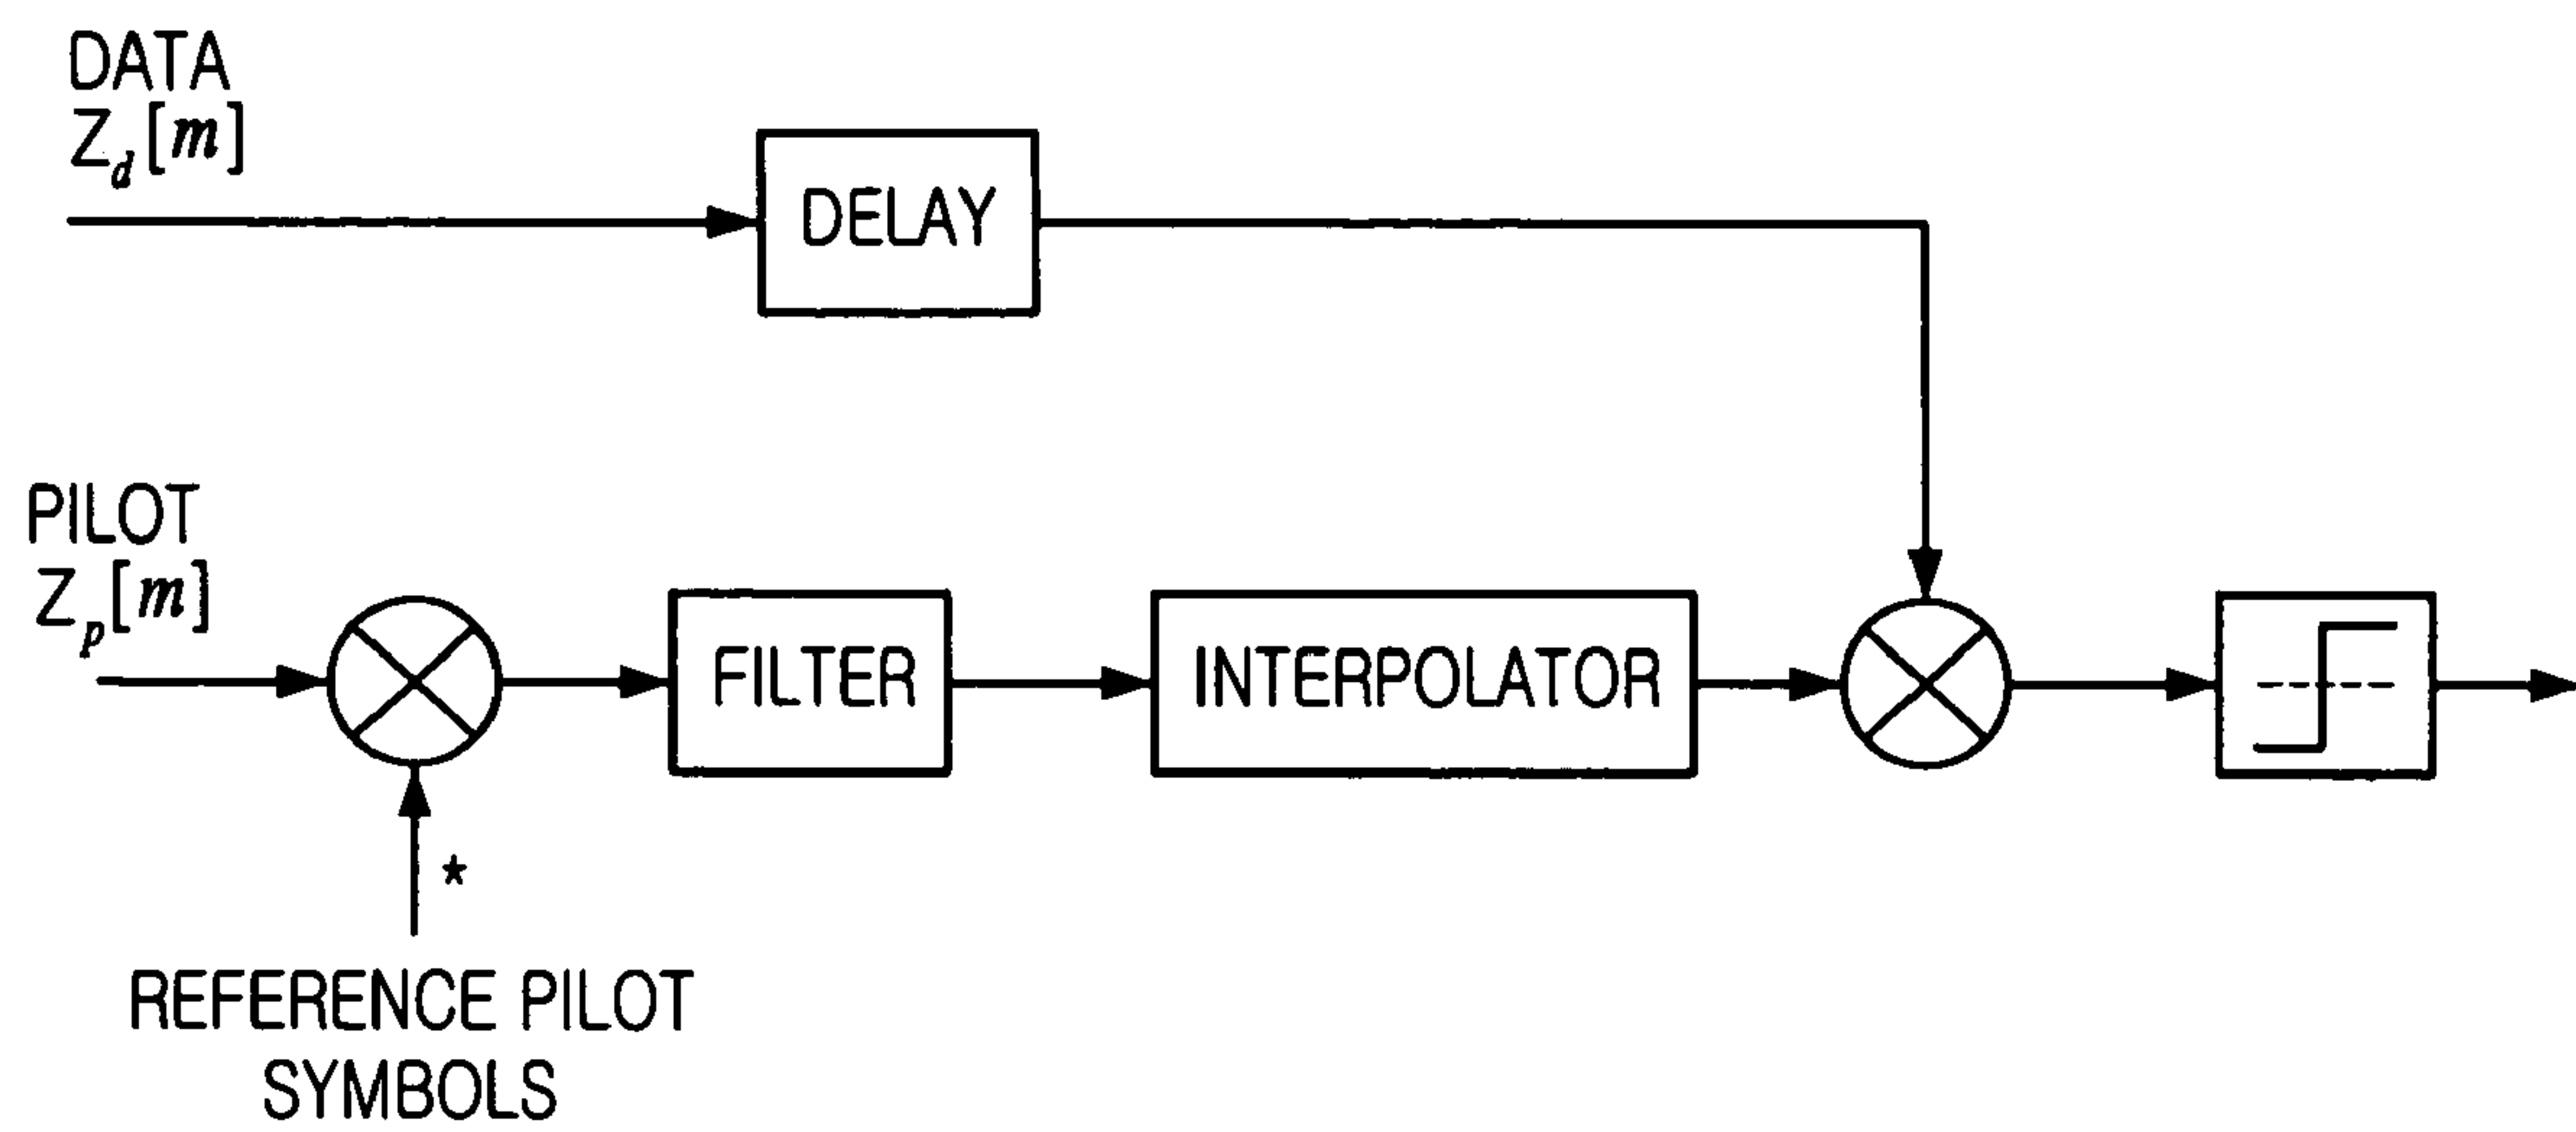 DATA
Z_d[m]
DELAY
PILOT
Z_p[m]
FILTER
INTERPOLATOR
*
REFERENCE PILOT
SYMBOLS